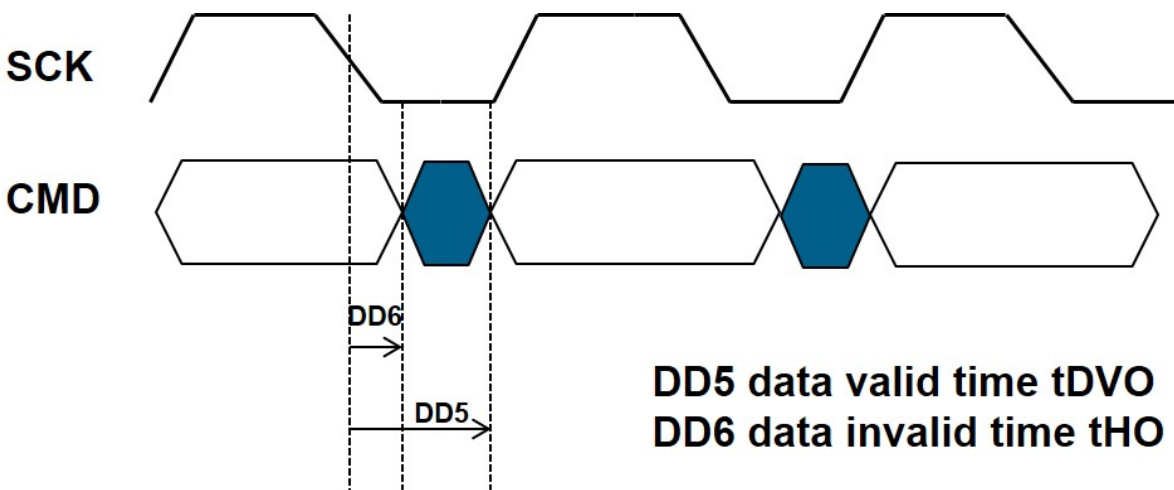 SCK
CMD
DD6
DD5
DD5 data valid time tDVO
DD6 data invalid time tHO